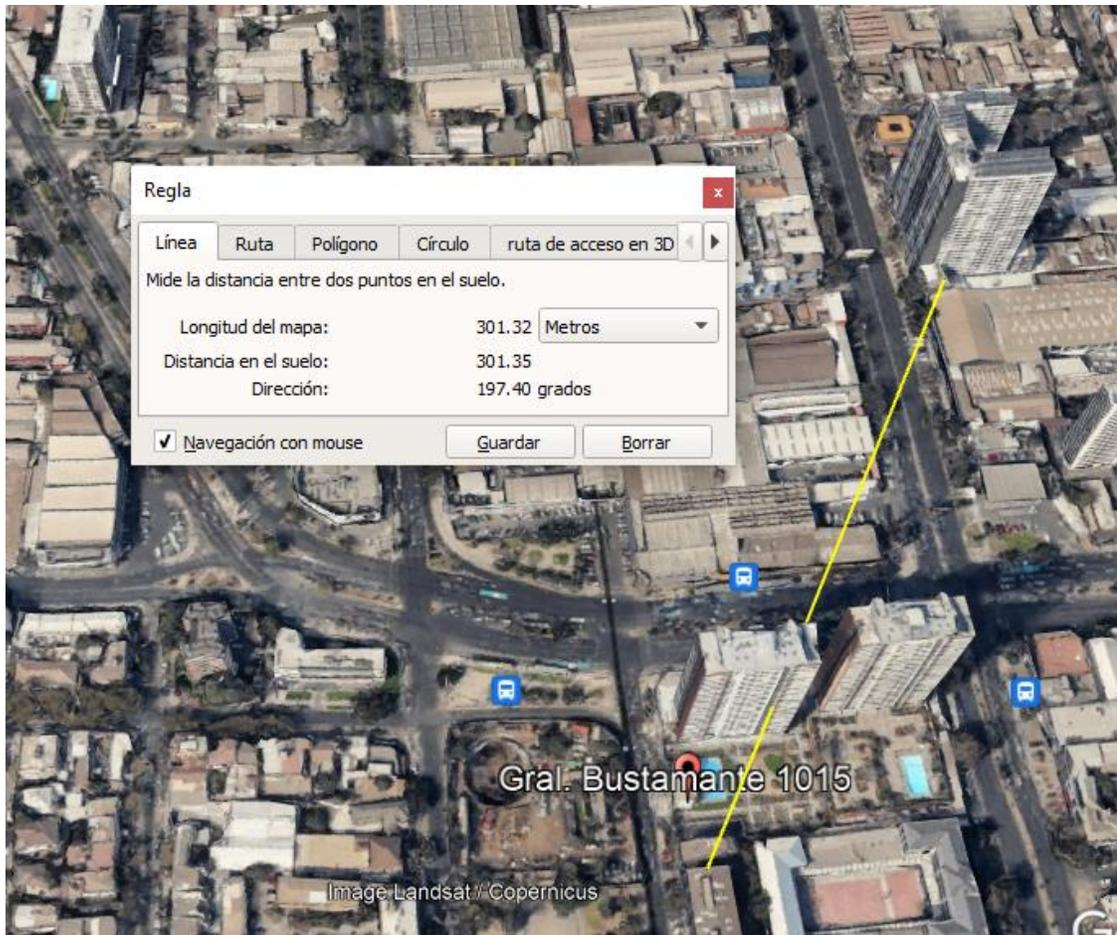 Regla
x
Línea
Ruta
Polígono
Círculo
ruta de acceso en 3D
Mide la distancia entre dos puntos en el suelo.
Longitud del mapa: 301.32 Metros
Distancia en el suelo: 301.35
Dirección: 197.40 grados
Navegación con mouse
Guardar
Borrar
Gral. Bustamante 1015
Image Landsat / Copernicus
G